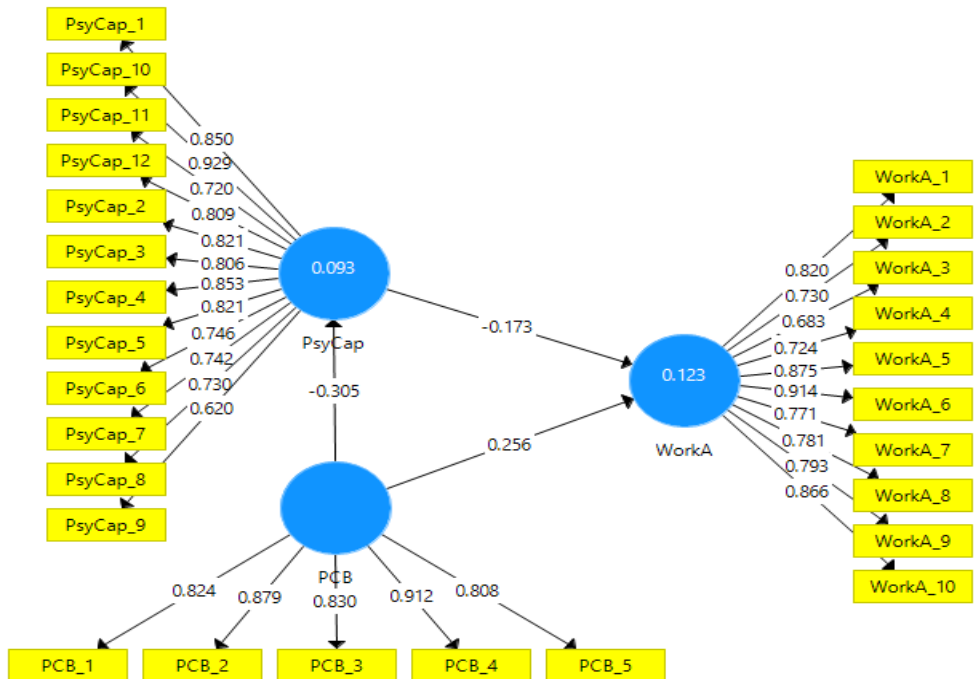 PsyCap_1
PsyCap_10
PsyCap_11
PsyCap_12
PsyCap_2
PsyCap_3
PsyCap_4
PsyCap_5
PsyCap_6
PsyCap_7
PsyCap_8
PsyCap_9
0.850
0.929
0.720
0.809
0.821
0.806
0.853
0.821
0.746
0.742
0.730
0.620
0.093
PsyCap
-0.305
-0.173
0.256
PCB
0.824
0.879
0.830
0.912
0.808
PCB_1
PCB_2
PCB_3
PCB_4
PCB_5
0.123
WorkA
0.820
0.730
0.683
0.724
0.875
0.914
0.771
0.781
0.793
0.866
WorkA_1
WorkA_2
WorkA_3
WorkA_4
WorkA_5
WorkA_6
WorkA_7
WorkA_8
WorkA_9
WorkA_10